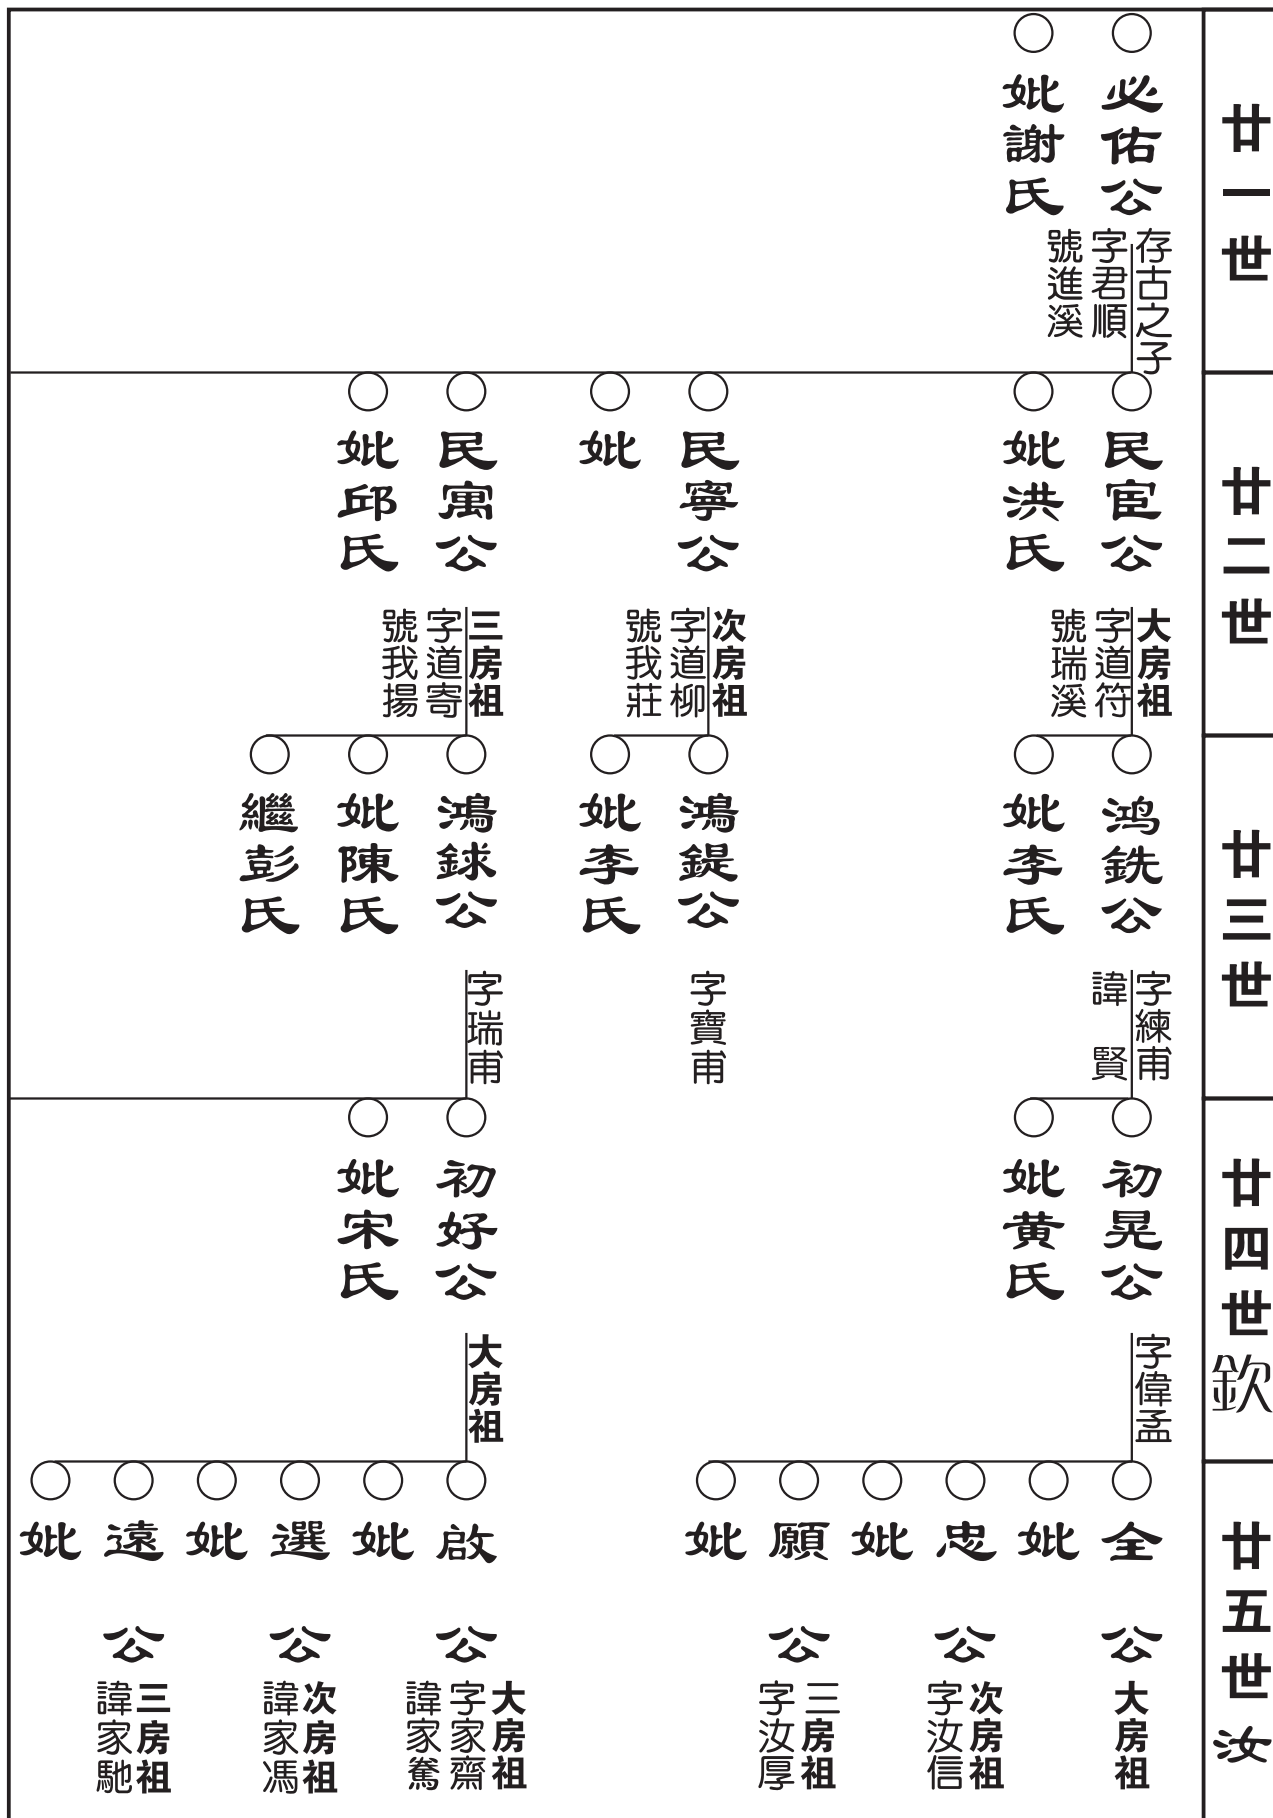 廿一世
必佑公
存古之子
字君順
號進溪
妣謝氏
廿二世
民宦公
大房祖
字道符
號瑞溪
妣洪氏
民寧公
次房祖
字道柳
號我莊
妣
民寓公
三房祖
字道寄
號我揚
妣邱氏
廿三世
鸿銑公
字練甫
諱 賢
妣李氏
鴻鍉公
字寶甫
妣李氏
鴻銶公
字瑞甫
妣陳氏
繼彭氏
廿四世欽
初晃公
字偉孟
妣黃氏
初好公
大房祖
妣宋氏
廿五世汝
全公
大房祖
妣
忠公
次房祖
字汝信
妣
願公
三房祖
字汝厚
妣
啟公
大房祖
字家齋
諱家騖
妣
選公
次房祖
諱家馮
妣
遠公
三房祖
諱家馳
妣